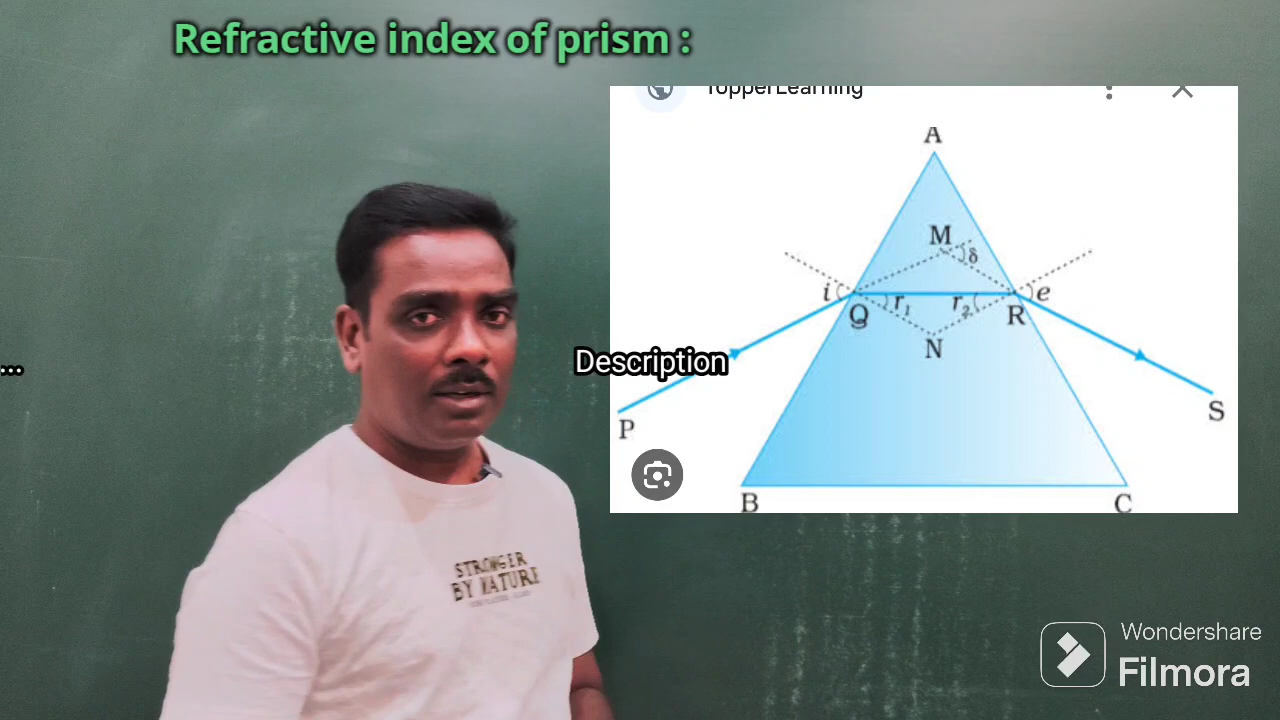 Refractive index of prism :
TopperLearning
A
M
δ
i
r1
r2
e
Q
R
N
...
Description
P
S
B
C
STRONGER
BY NATURE
Wondershare
Filmora